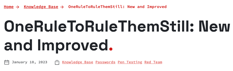 Home → Knowledge Base → OneRuleToRuleThemStill: New and Improved
OneRuleToRuleThemStill: New
and Improved.
January 18, 2024 Knowledge Base Passwords Pen Testing Red Team